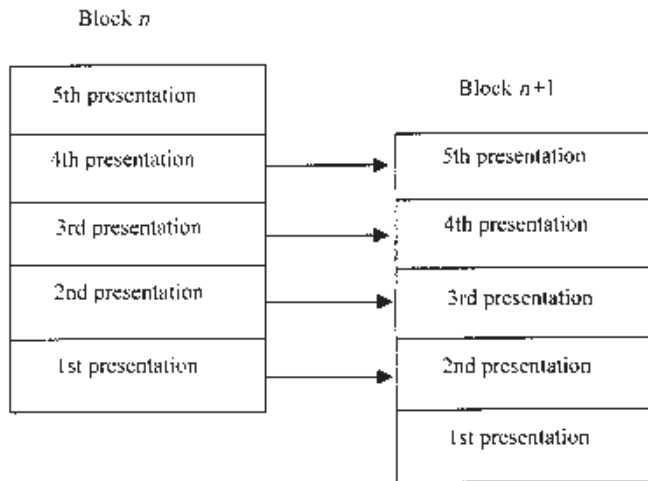 Block n
5th presentation
4th presentation
3rd presentation
2nd presentation
1st presentation
Block n+1
5th presentation
4th presentation
3rd presentation
2nd presentation
1st presentation